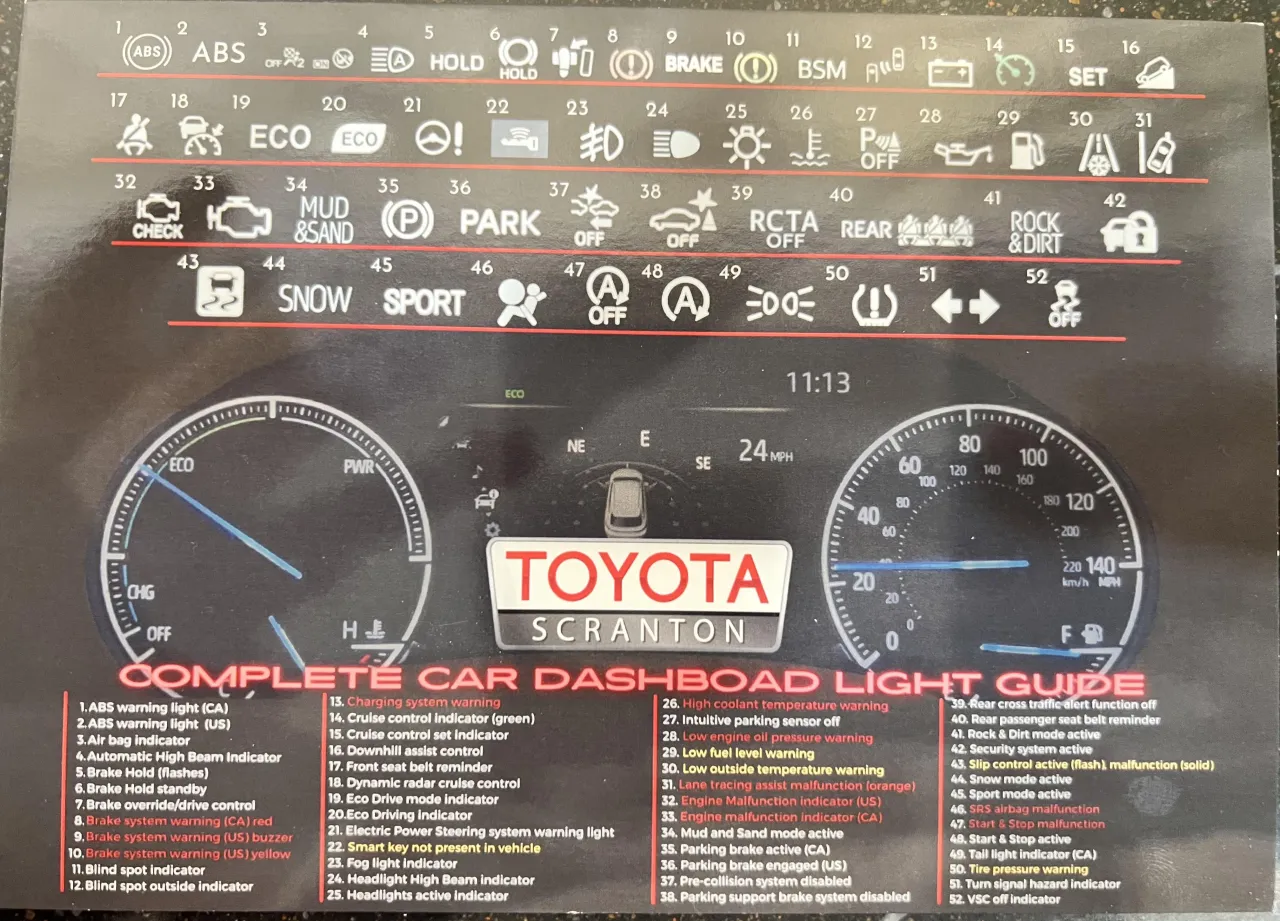 1 2 3 4 5 6 7 8 9 10 11 12 13 14 15 16
ABS ABS OFF 2 A HOLD HOLD BRAKE BSM SET
17 18 19 20 21 22 23 24 25 26 27 28 29 30 31
ECO ECO ! P OFF
32 33 34 35 36 37 38 39 40 41 42
CHECK MUD &SAND P PARK OFF OFF RCTA OFF REAR ROCK &DIRT
43 44 45 46 47 48 49 50 51 52
SNOW SPORT A OFF A ! OFF
11:13
ECO
NE E SE 24 MPH
ECO PWR
CHG
OFF
H
0 20 40 60 80 100 120 140
0 20 60 80 100 120 140 160 180 200 220
km/h MPH
F
TOYOTA
SCRANTON
COMPLETE CAR DASHBOAD LIGHT GUIDE
1. ABS warning light (CA)
2. ABS warning light (US)
3. Air bag indicator
4. Automatic High Beam Indicator
5. Brake Hold (flashes)
6. Brake Hold standby
7. Brake override/drive control
8. Brake system warning (CA) red
9. Brake system warning (US) buzzer
10. Brake system warning (US) yellow
11. Blind spot indicator
12. Blind spot outside indicator
13. Charging system warning
14. Cruise control indicator (green)
15. Cruise control set indicator
16. Downhill assist control
17. Front seat belt reminder
18. Dynamic radar cruise control
19. Eco Drive mode indicator
20. Eco Driving indicator
21. Electric Power Steering system warning light
22. Smart key not present in vehicle
23. Fog light indicator
24. Headlight High Beam indicator
25. Headlights active indicator
26. High coolant temperature warning
27. Intuitive parking sensor off
28. Low engine oil pressure warning
29. Low fuel level warning
30. Low outside temperature warning
31. Lane tracing assist malfunction (orange)
32. Engine Malfunction indicator (US)
33. Engine malfunction indicator (CA)
34. Mud and Sand mode active
35. Parking brake active (CA)
36. Parking brake engaged (US)
37. Pre-collision system disabled
38. Parking support brake system disabled
39. Rear cross traffic alert function off
40. Rear passenger seat belt reminder
41. Rock & Dirt mode active
42. Security system active
43. Slip control active (flash), malfunction (solid)
44. Snow mode active
45. Sport mode active
46. SRS airbag malfunction
47. Start & Stop malfunction
48. Start & Stop active
49. Tail light indicator (CA)
50. Tire pressure warning
51. Turn signal hazard indicator
52. VSC off indicator